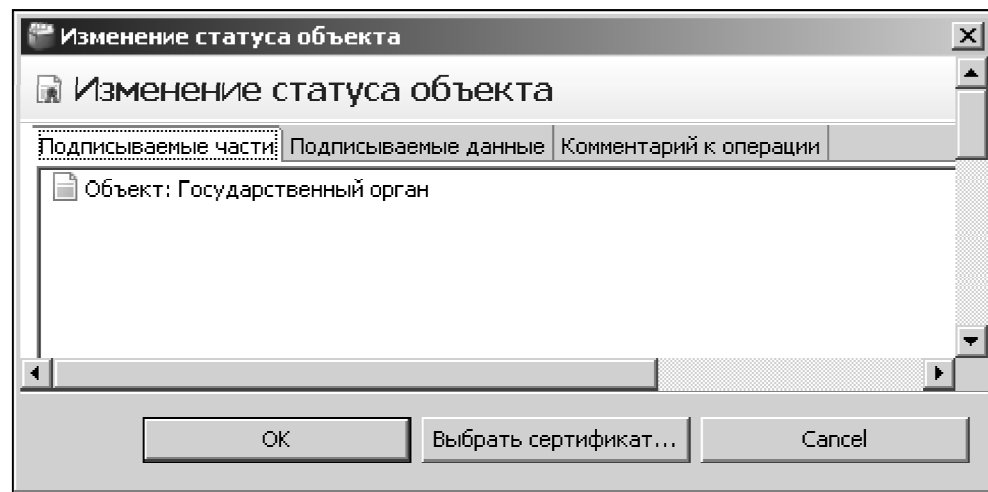 Изменение статуса объекта
Изменение статуса объекта
Подписываемые части Подписываемые данные Комментарий к операции
Объект: Государственный орган
OK Выбрать сертификат... Cancel